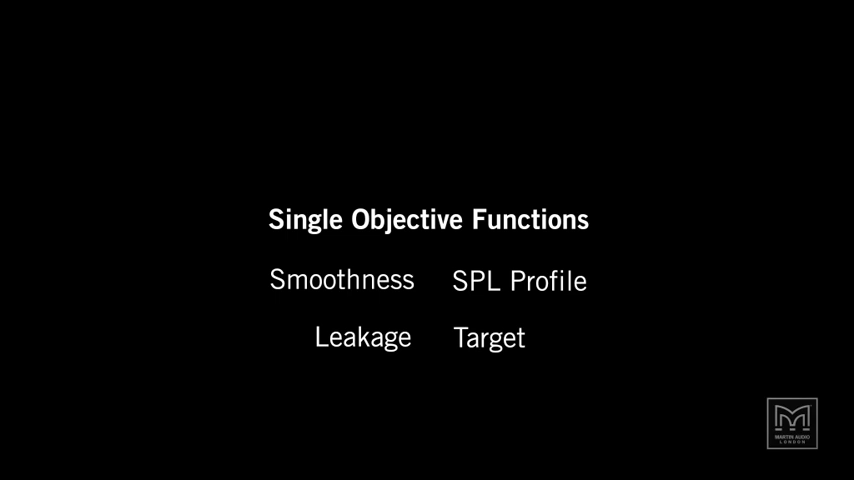 Single Objective Functions
Smoothness SPL Profile
Leakage Target
MARTIN AUDIO
LONDON